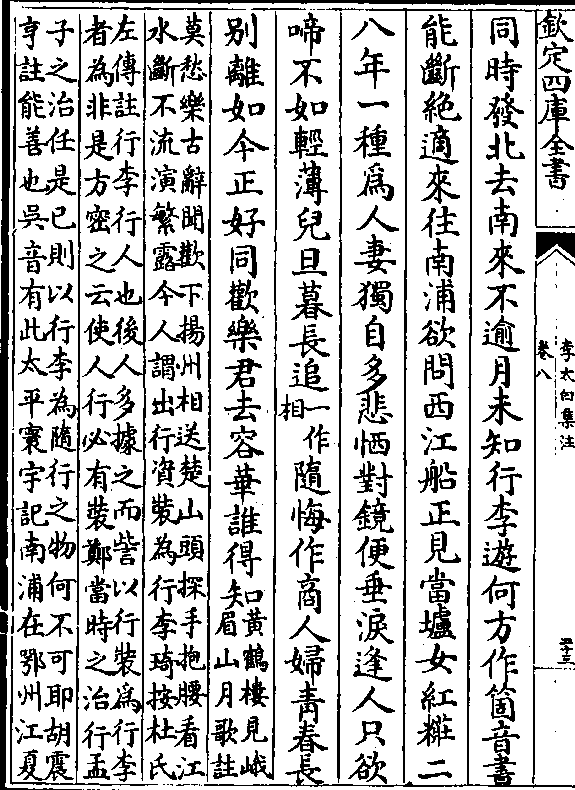 欽定四庫全書
李太白集注
卷八
同時發北去南來不逾月未知行李遊何方作箇音書
能斷絕適來往南浦欲問西江船正見當壚女紅粧二
八年一種爲人妻獨自多悲悽對鏡便垂淚逢人只欲
啼不如輕薄兒旦暮長追一作相隨悔作商人婦青春長
别離如今正好同歡樂君去容華誰得知黃鶴樓見峨
眉山月歌註
莫愁樂古辭聞歡下揚州相送楚山頭探手抱腰看江
水斷不流演繁露今人謂出行資裝為行李琦按杜氏
左傳註行李行人也後人多據之而訾以行裝爲行李
者為非是方密之云使人行必有裝鄭當時之治行孟
子之治任是已則以行李為隨行之物何不可耶胡震
亨註能善也吳音有此太平寰宇記南浦在鄂州江夏